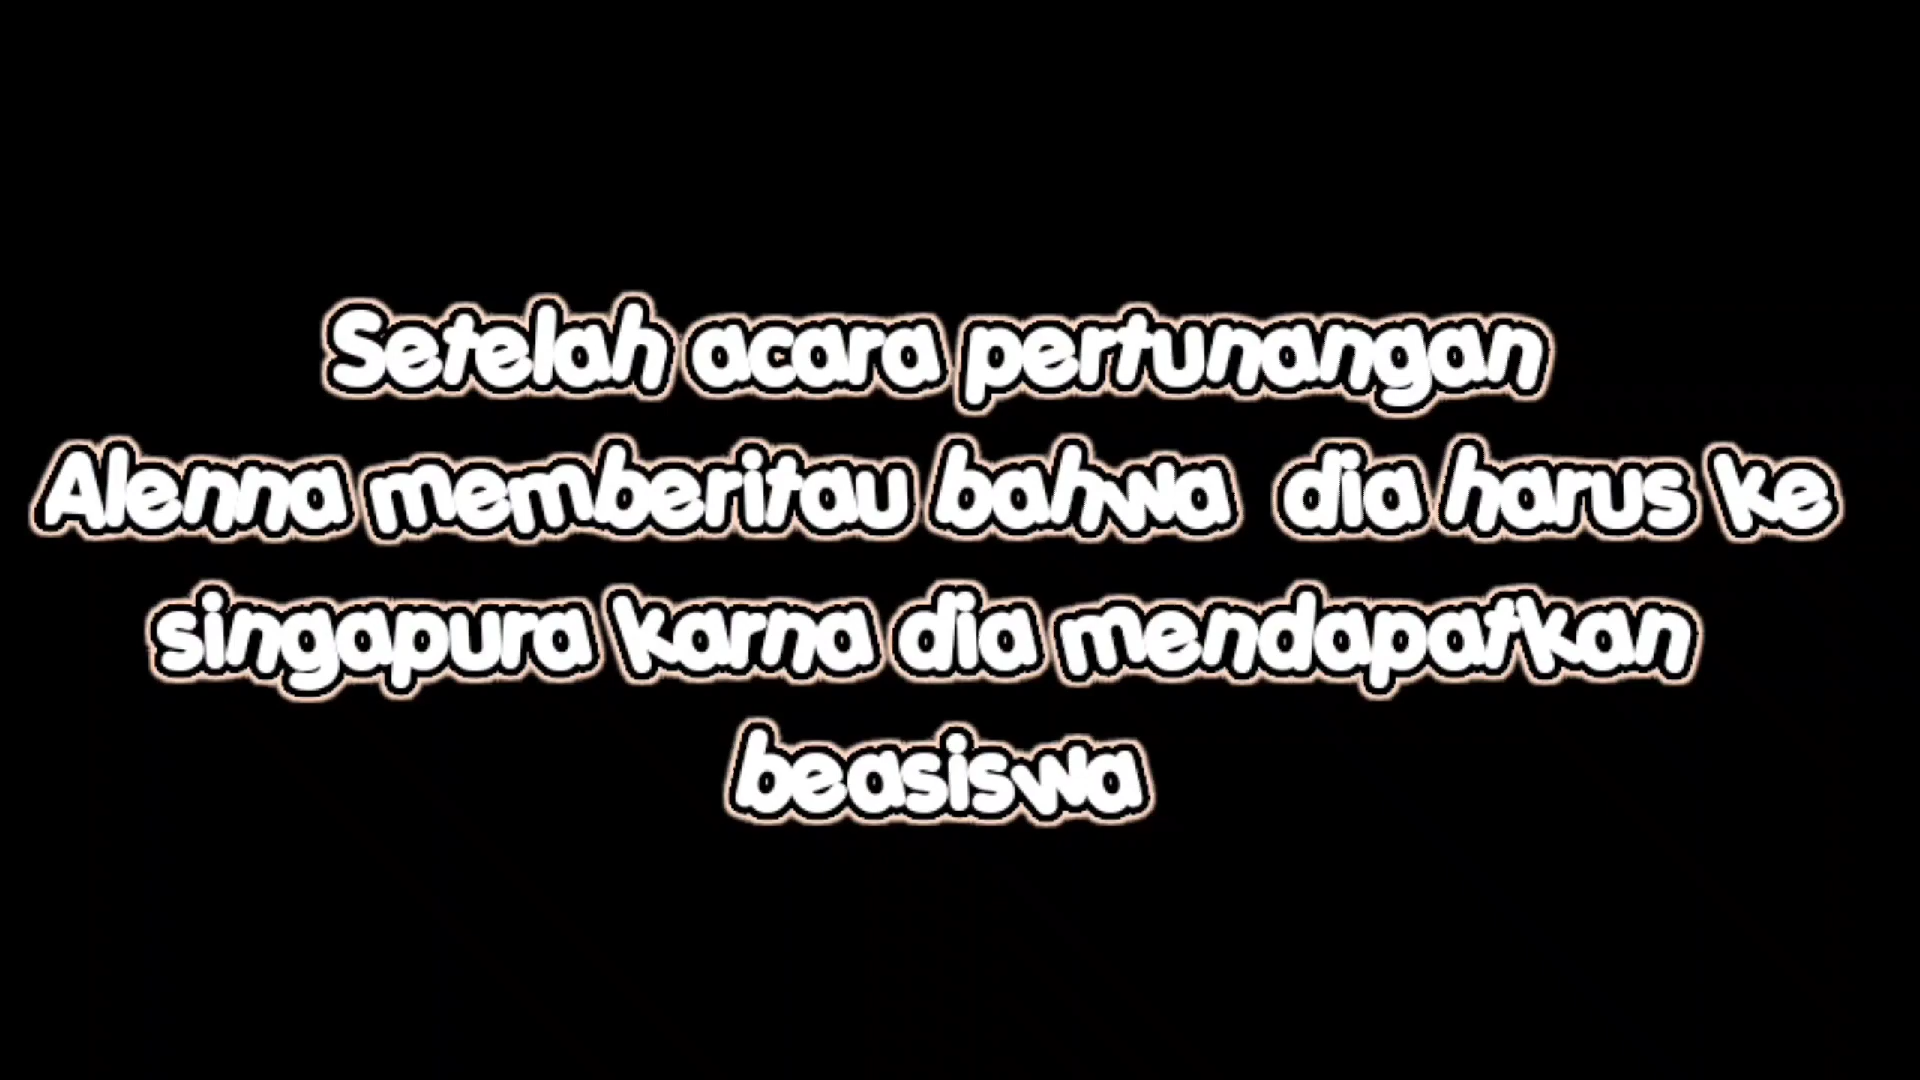 Setelah acara pertunangan
Alenna memberitau bahwa  dia harus ke
singapura karna dia mendapatkan
beasiswa